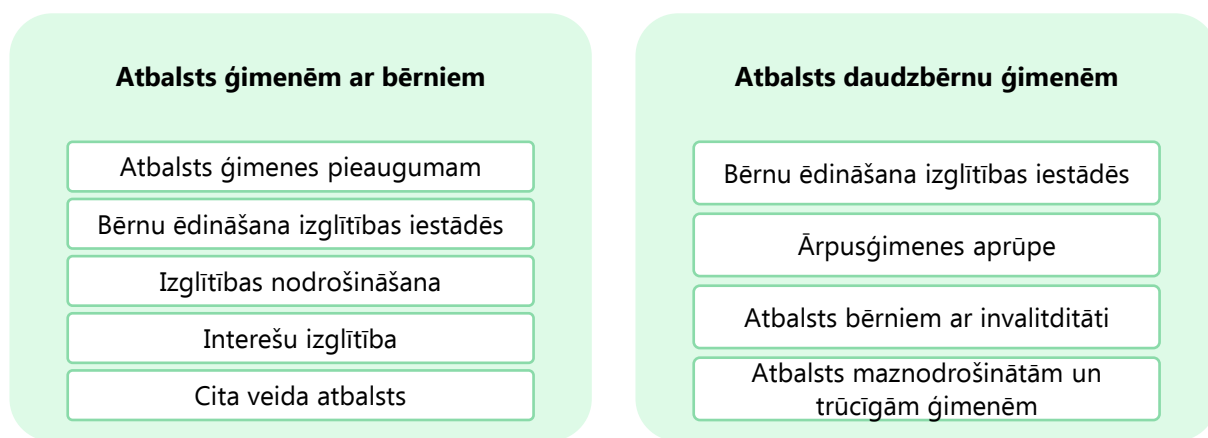 Atbalsts ģimenēm ar bērniem
Atbalsts ģimenes pieaugumam
Bērnu ēdināšana izglītības iestādēs
Izglītības nodrošināšana
Interešu izglītība
Cita veida atbalsts
Atbalsts daudzbērnu ģimenēm
Bērnu ēdināšana izglītības iestādēs
Ārpusģimenes aprūpe
Atbalsts bērniem ar invalitditāti
Atbalsts maznodrošinātām un
trūcīgām ģimenēm